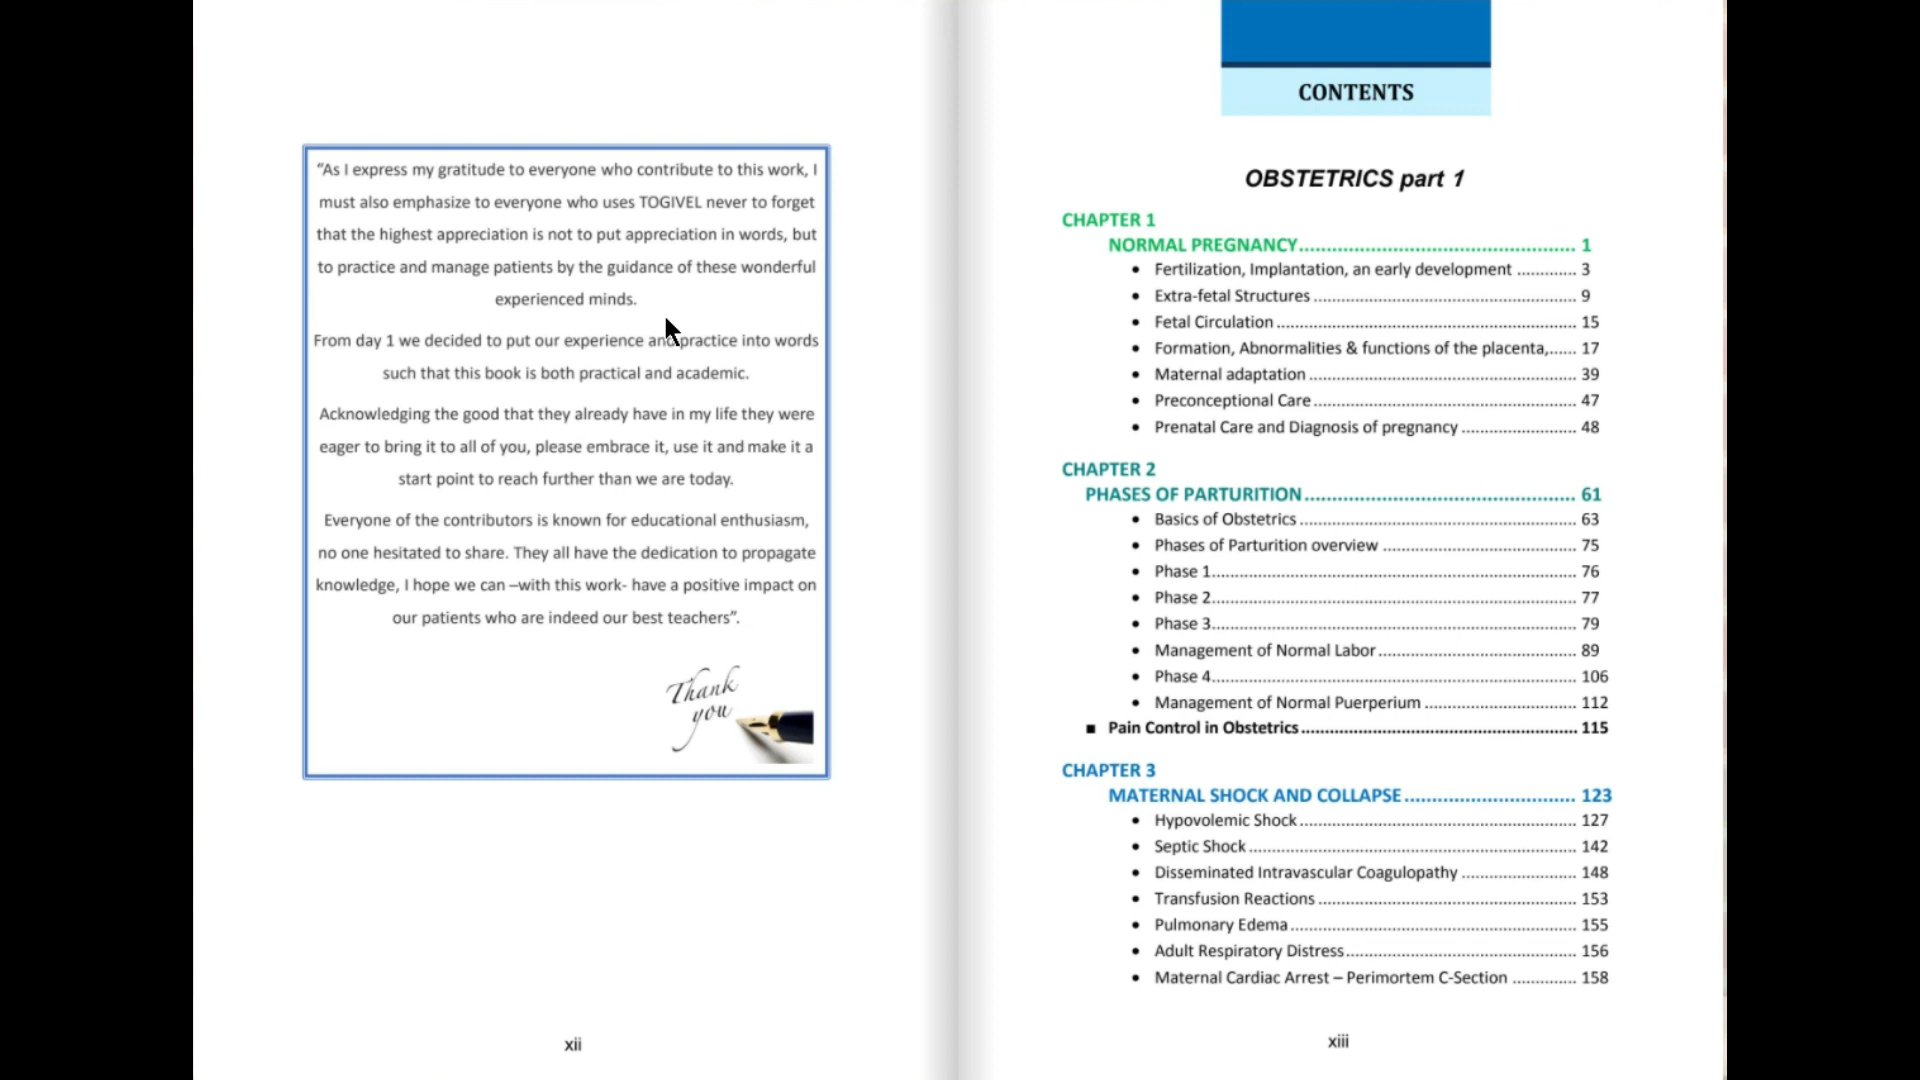 “As I express my gratitude to everyone who contribute to this work, I
must also emphasize to everyone who uses TOGIVEL never to forget
that the highest appreciation is not to put appreciation in words, but
to practice and manage patients by the guidance of these wonderful
experienced minds.
From day 1 we decided to put our experience and practice into words
such that this book is both practical and academic.
Acknowledging the good that they already have in my life they were
eager to bring it to all of you, please embrace it, use it and make it a
start point to reach further than we are today.
Everyone of the contributors is known for educational enthusiasm,
no one hesitated to share. They all have the dedication to propagate
knowledge, I hope we can –with this work- have a positive impact on
our patients who are indeed our best teachers”.
Thank
you
xii
CONTENTS
OBSTETRICS part 1
CHAPTER 1
NORMAL PREGNANCY.............................................. 1
• Fertilization, Implantation, an early development ............ 3
• Extra-fetal Structures ..................................................... 9
• Fetal Circulation ............................................................. 15
• Formation, Abnormalities & functions of the placenta,...... 17
• Maternal adaptation ...................................................... 39
• Preconceptional Care ..................................................... 47
• Prenatal Care and Diagnosis of pregnancy ....................... 48
CHAPTER 2
PHASES OF PARTURITION.............................................. 61
• Basics of Obstetrics ........................................................ 63
• Phases of Parturition overview ....................................... 75
• Phase 1.......................................................................... 76
• Phase 2.......................................................................... 77
• Phase 3.......................................................................... 79
• Management of Normal Labor........................................ 89
• Phase 4.......................................................................... 106
• Management of Normal Puerperium ............................... 112
■ Pain Control in Obstetrics........................................................ 115
CHAPTER 3
MATERNAL SHOCK AND COLLAPSE............................. 123
• Hypovolemic Shock ........................................................ 127
• Septic Shock .................................................................. 142
• Disseminated Intravascular Coagulopathy ....................... 148
• Transfusion Reactions .................................................... 153
• Pulmonary Edema .......................................................... 155
• Adult Respiratory Distress............................................... 156
• Maternal Cardiac Arrest – Perimortem C-Section ............. 158
xiii